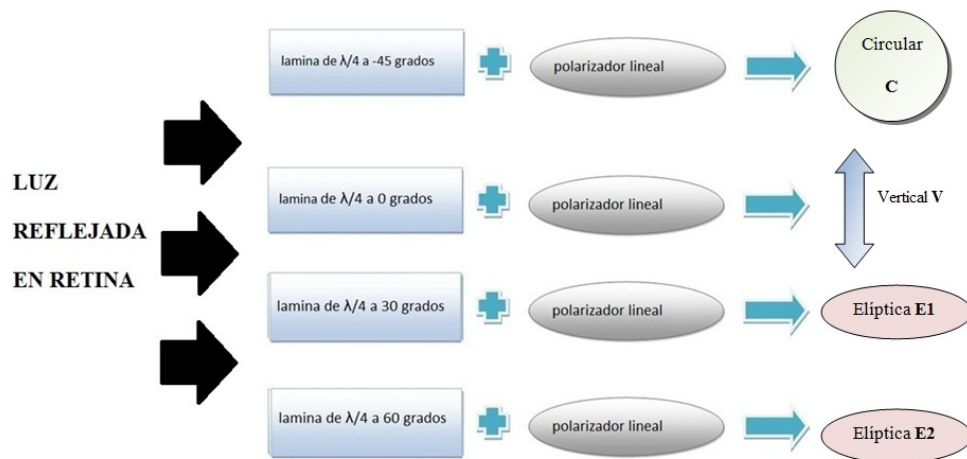 LUZ
REFLEJADA
EN RETINA
lamina de λ/4 a -45 grados
polarizador lineal
Circular
C
lamina de λ/4 a 0 grados
polarizador lineal
Vertical V
lamina de λ/4 a 30 grados
polarizador lineal
Elíptica E1
lamina de λ/4 a 60 grados
polarizador lineal
Elíptica E2